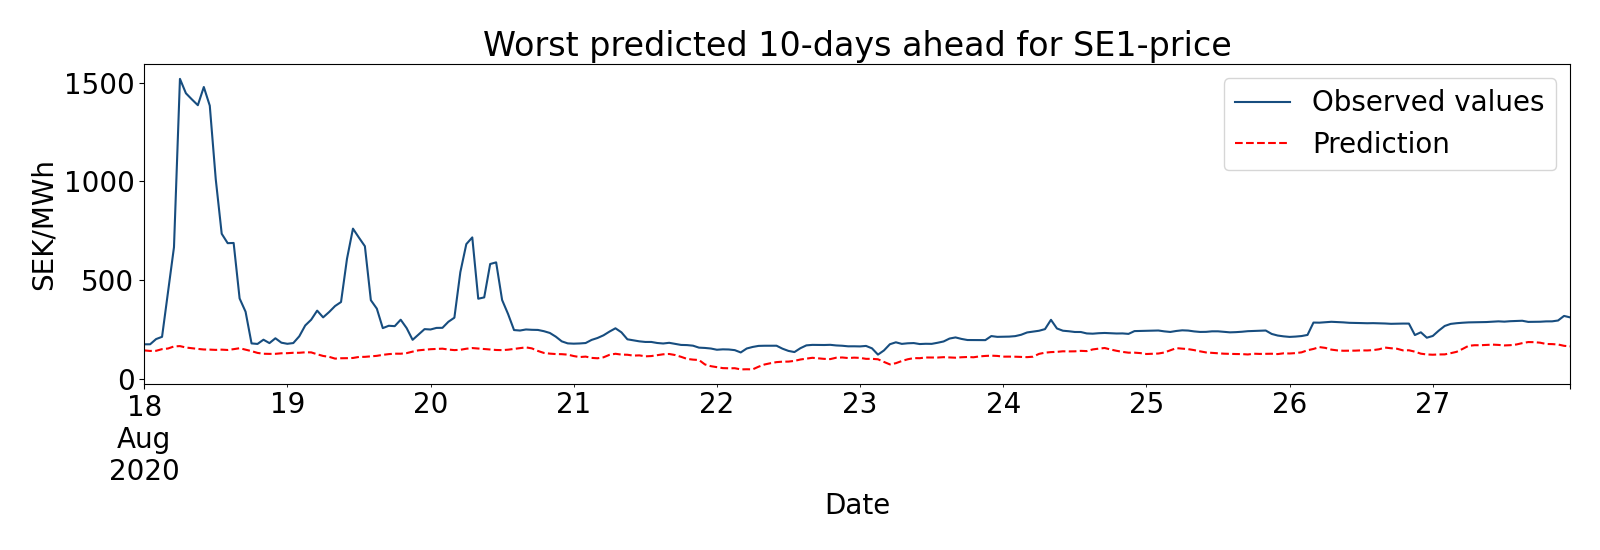 Worst predicted 10-days ahead for SE1-price
SEK/MWh
1500
1000
500
0
Observed values
Prediction
18 19 20 21 22 23 24 25 26 27
Aug
2020
Date